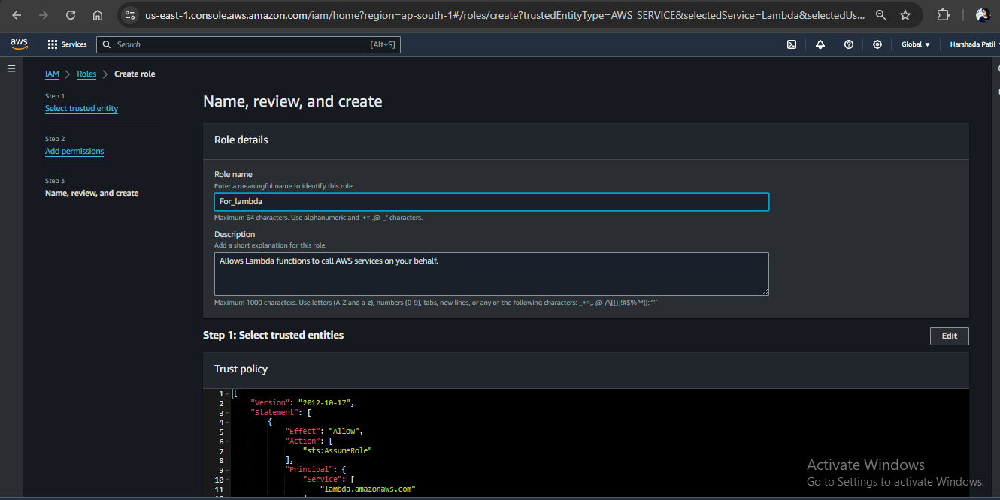 us-east-1.console.aws.amazon.com/iam/home?region=ap-south-1#/roles/create?trustedEntityType=AWS_SERVICE&selectedService=Lambda&selectedUs...
aws Services Search [Alt+S] Global Harshada Patil
IAM > Roles > Create role
Step 1
Select trusted entity
Step 2
Add permissions
Step 3
Name, review, and create
Name, review, and create
Role details
Role name
Enter a meaningful name to identify this role.
For_lambda
Maximum 64 characters. Use alphanumeric and '+=,.@-_' characters.
Description
Add a short explanation for this role.
Allows Lambda functions to call AWS services on your behalf.
Maximum 1000 characters. Use letters (A-Z and a-z), numbers (0-9), tabs, new lines, or any of the following characters: _+=,. @-/\[{}]!#$%^*();:"'`
Step 1: Select trusted entities
Edit
Trust policy
1 {
2 "Version": "2012-10-17",
3 "Statement": [
4 {
5 "Effect": "Allow",
6 "Action": [
7 "sts:AssumeRole"
8 ],
9 "Principal": {
10 "Service": [
11 "lambda.amazonaws.com"
Activate Windows
Go to Settings to activate Windows.